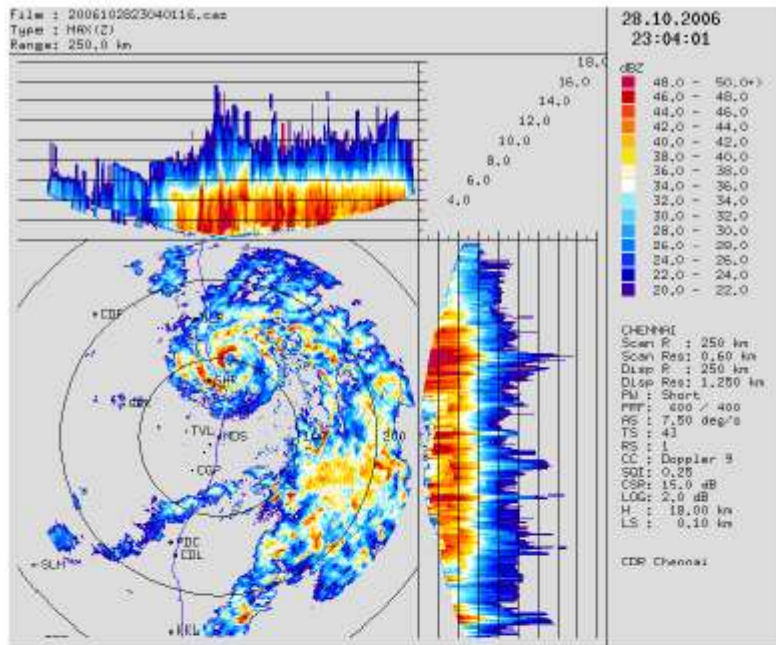 File : 2006102823040116.caz
Type : MAX(Z)
Range: 250.0 km
28.10.2006
23:04:01
18.0
16.0
14.0
12.0
10.0
8.0
6.0
4.0
dBZ
48.0 - 50.0+)
46.0 - 48.0
44.0 - 46.0
42.0 - 44.0
40.0 - 42.0
38.0 - 40.0
36.0 - 38.0
34.0 - 36.0
32.0 - 34.0
30.0 - 32.0
28.0 - 30.0
26.0 - 28.0
24.0 - 26.0
22.0 - 24.0
20.0 - 22.0
CDP
TVL
MDS
200
CGP
PDC
CDL
SLM
KKL
CHENNAI
Scan R : 250 km
Scan Res: 0.60 km
Disp R : 250 km
Disp Res: 1.250 km
PW : Short
PRF: 600 / 400
AS : 7.50 deg/s
TS : 43
RS : 1
CC : Doppler 9
SQI: 0.25
CSR: 15.0 dB
LOG: 2.0 dB
H : 18.00 km
LS : 0.10 km
CDR Chennai